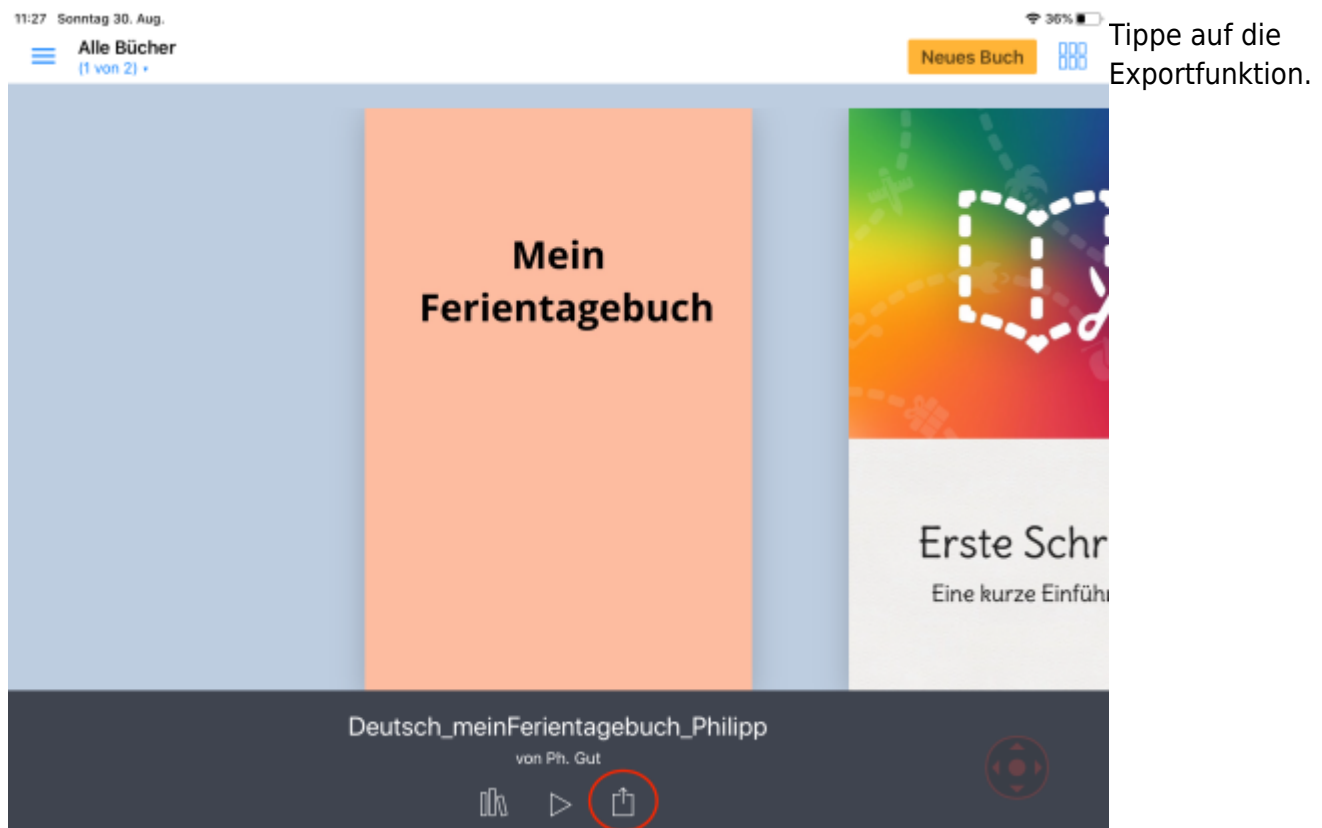 11:27 Sonntag 30. Aug.
36%
Alle Bücher
(1 von 2)
Neues Buch
Tippe auf die
Exportfunktion.
Mein
Ferientagebuch
Erste Schr
Eine kurze Einfüh
Deutsch_meinFerientagebuch_Philipp
von Ph. Gut